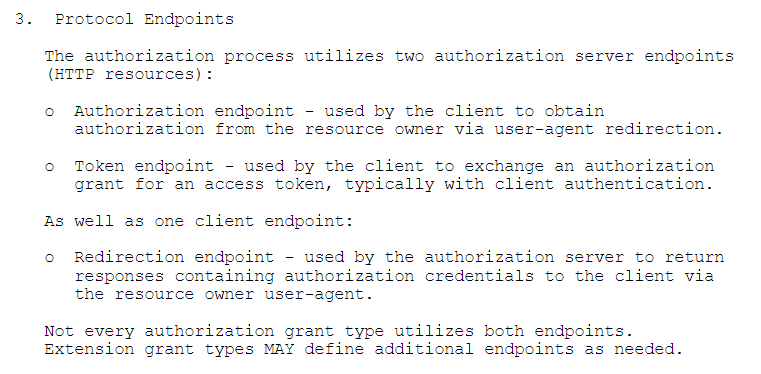 3.  Protocol Endpoints
The authorization process utilizes two authorization server endpoints
(HTTP resources):
o  Authorization endpoint - used by the client to obtain
authorization from the resource owner via user-agent redirection.
o  Token endpoint - used by the client to exchange an authorization
grant for an access token, typically with client authentication.
As well as one client endpoint:
o  Redirection endpoint - used by the authorization server to return
responses containing authorization credentials to the client via
the resource owner user-agent.
Not every authorization grant type utilizes both endpoints.
Extension grant types MAY define additional endpoints as needed.